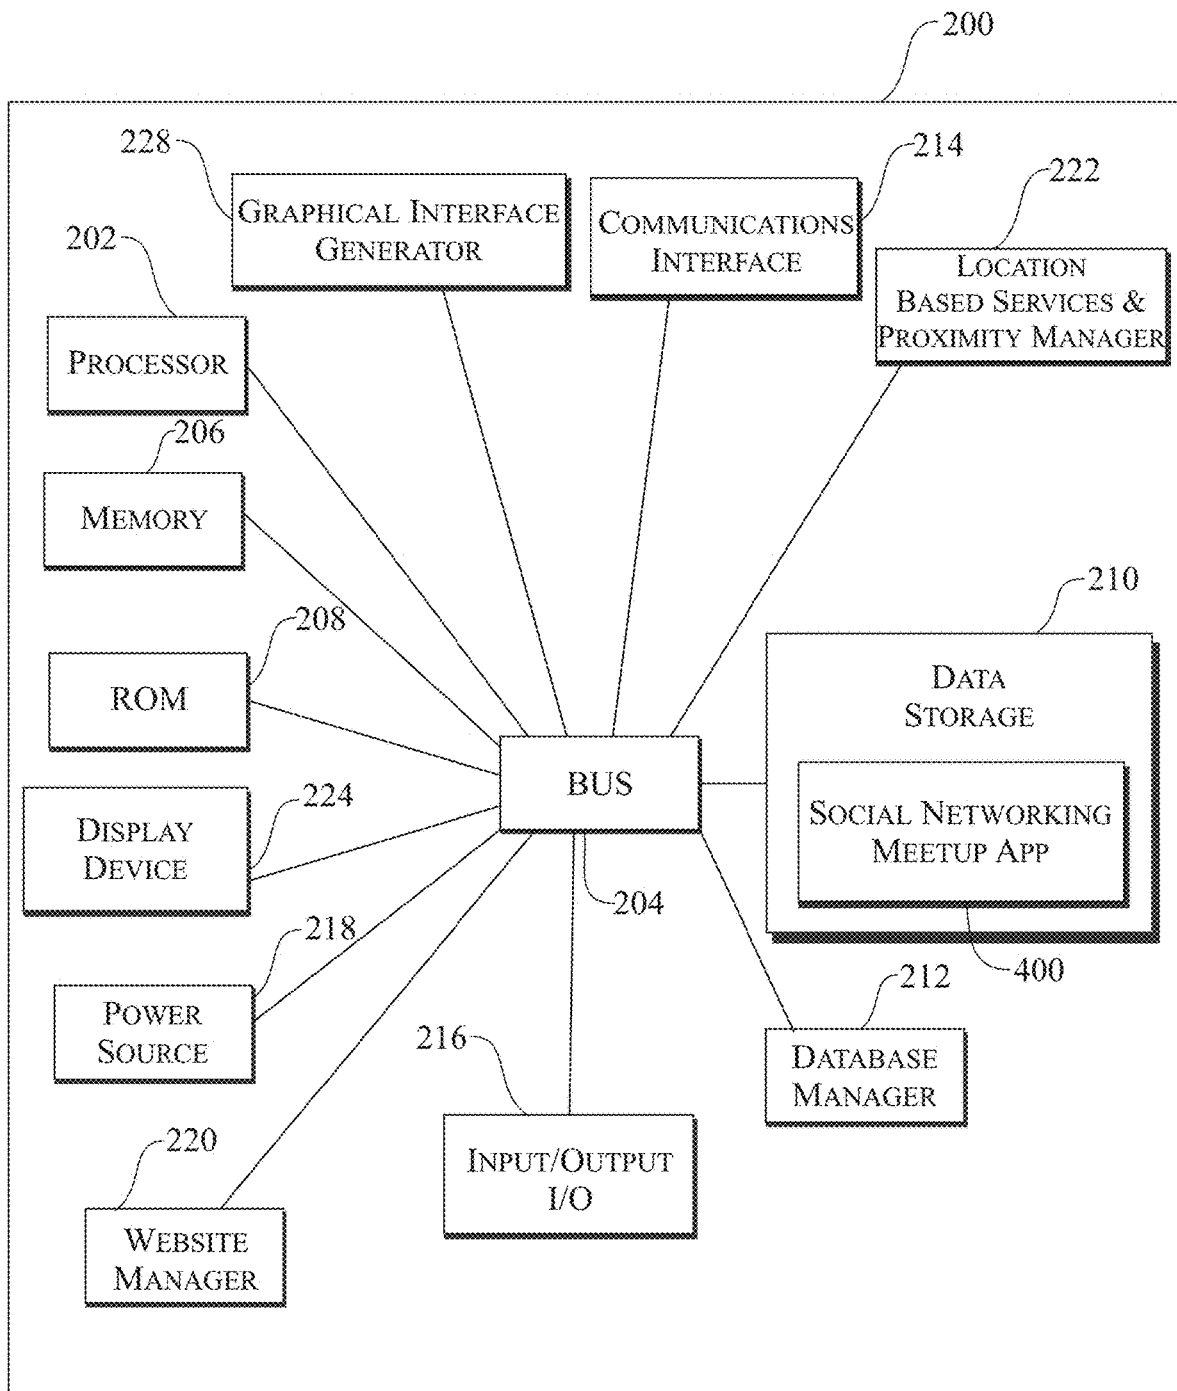 200
228
GRAPHICAL INTERFACE
GENERATOR
214
COMMUNICATIONS
INTERFACE
222
LOCATION
BASED SERVICES &
PROXIMITY MANAGER
202
PROCESSOR
206
MEMORY
208
ROM
210
DATA
STORAGE
SOCIAL NETWORKING
MEETUP APP
400
BUS
204
224
DISPLAY
DEVICE
218
POWER
SOURCE
212
DATABASE
MANAGER
216
INPUT/OUTPUT
I/O
220
WEBSITE
MANAGER